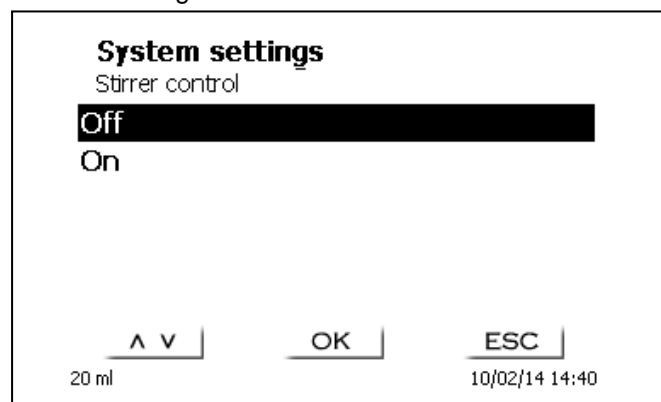 System settings
Stirrer control
Off
On
∧ ∨ OK ESC
20 ml 10/02/14 14:40